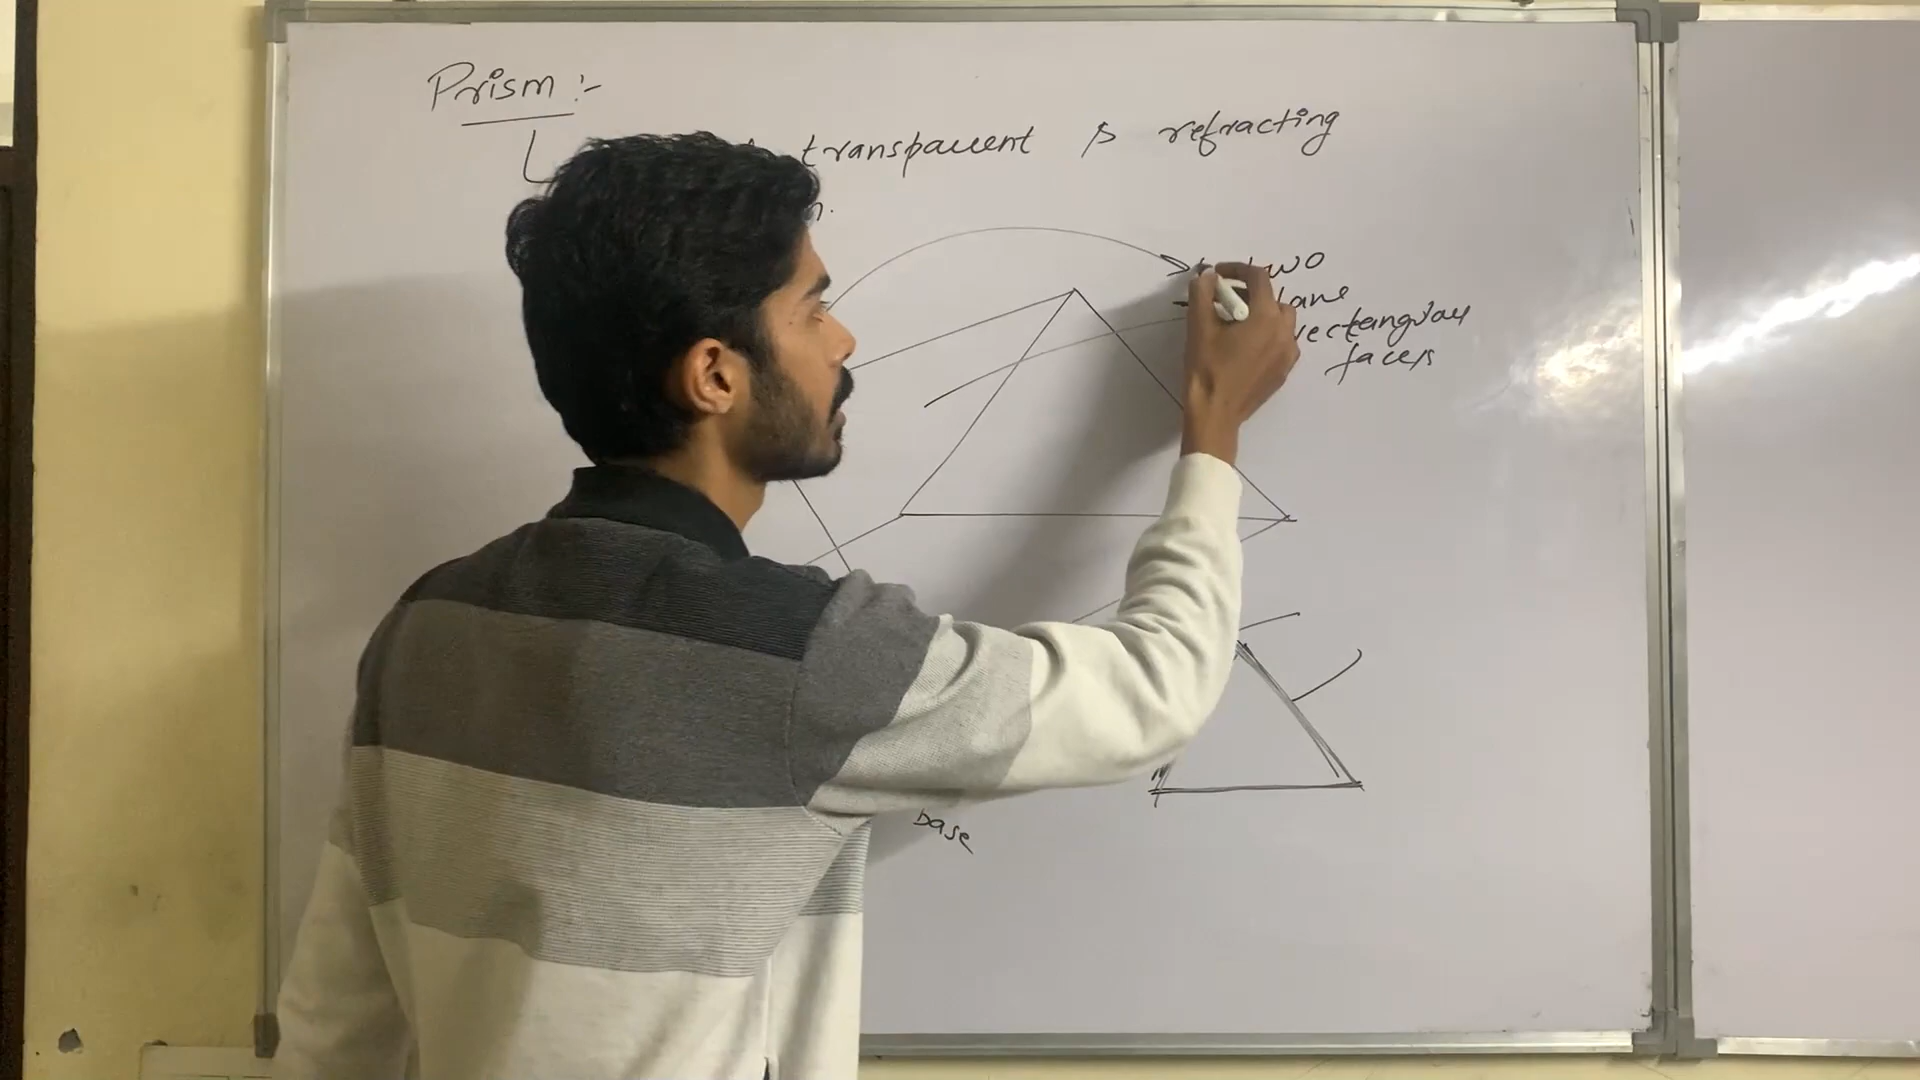 Prism :-
transparent & refracting
two
plane
rectangular
faces
base